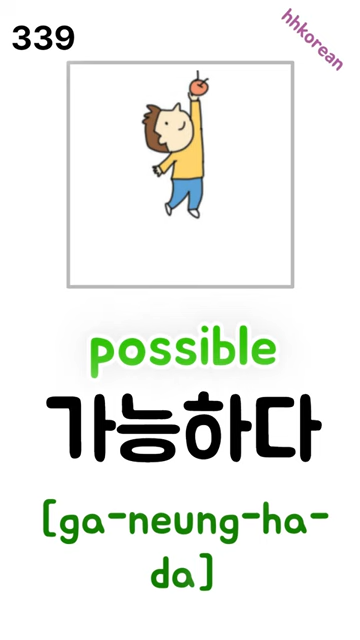 339
hhkorean
possible
가능하다
[ga-neung-ha-
da]